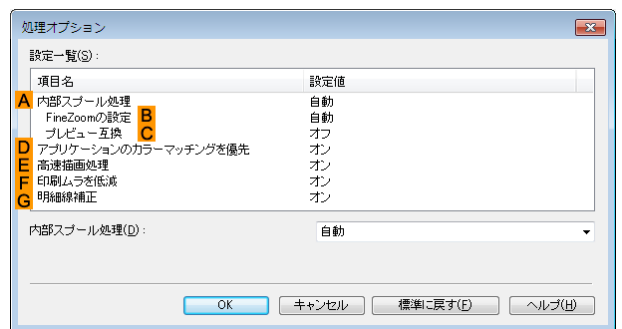 処理オプション
設定一覧(S):
項目名 設定値
A 内部スプール処理 自動
FineZoomの設定 B 自動
プレビュー互換 C オフ
D アプリケーションのカラーマッチングを優先 オン
E 高速描画処理 オン
F 印刷ムラを低減 オン
G 明細線補正 オン
内部スプール処理(D): 自動
OK キャンセル 標準に戻す(F) ヘルプ(H)